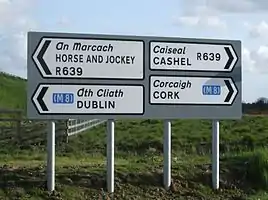 An Marcach
HORSE AND JOCKEY
R639
Caiseal
CASHEL R639
(M 8) Áth Cliath
DUBLIN
Corcaigh
CORK (M 8)